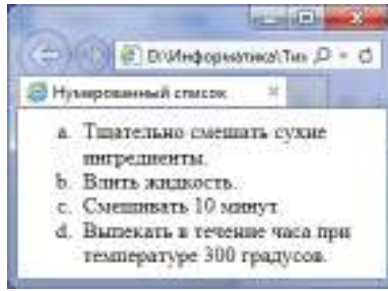 D:\Информатика\Тих
Нумерованный список
a. Тщательно смешать сухие
ингредиенты.
b. Влить жидкость.
c. Смешивать 10 минут.
d. Выпекать в течение часа при
температуре 300 градусов.